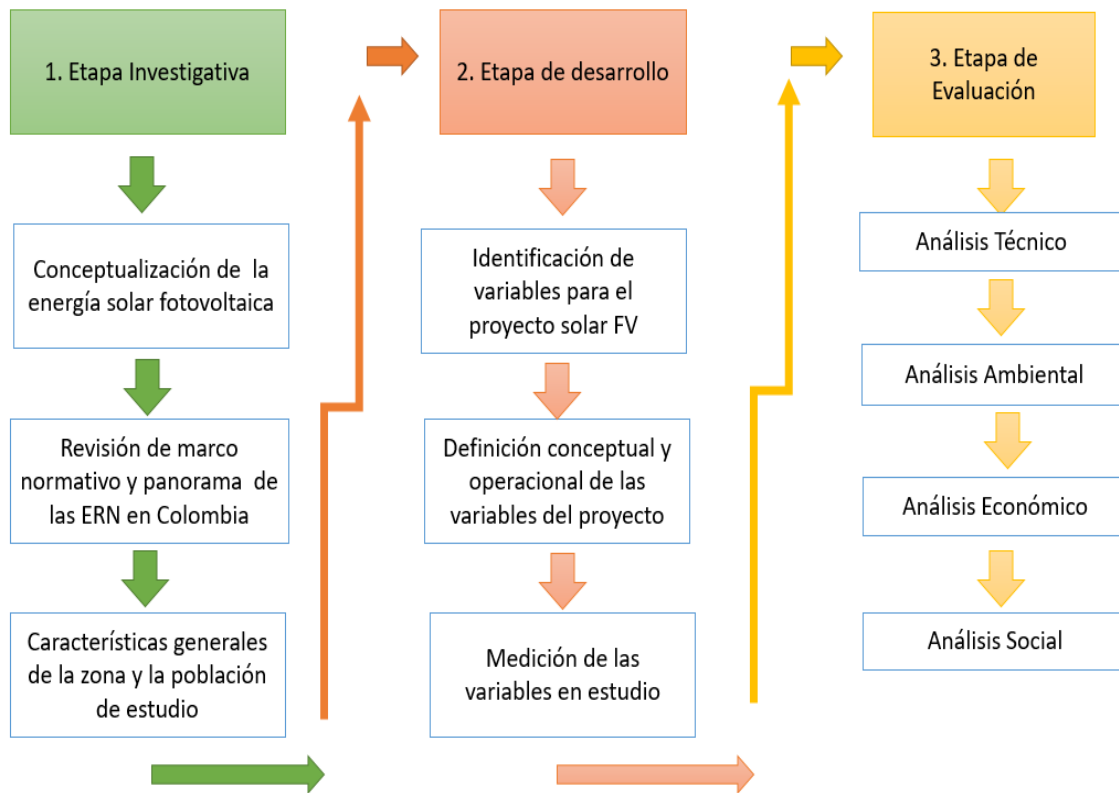 1. Etapa Investigativa
Conceptualización de la
energía solar fotovoltaica
Revisión de marco
normativo y panorama de
las ERN en Colombia
Características generales
de la zona y la población
de estudio
2. Etapa de desarrollo
Identificación de
variables para el
proyecto solar FV
Definición conceptual y
operacional de las
variables del proyecto
Medición de las
variables en estudio
3. Etapa de
Evaluación
Análisis Técnico
Análisis Ambiental
Análisis Económico
Análisis Social